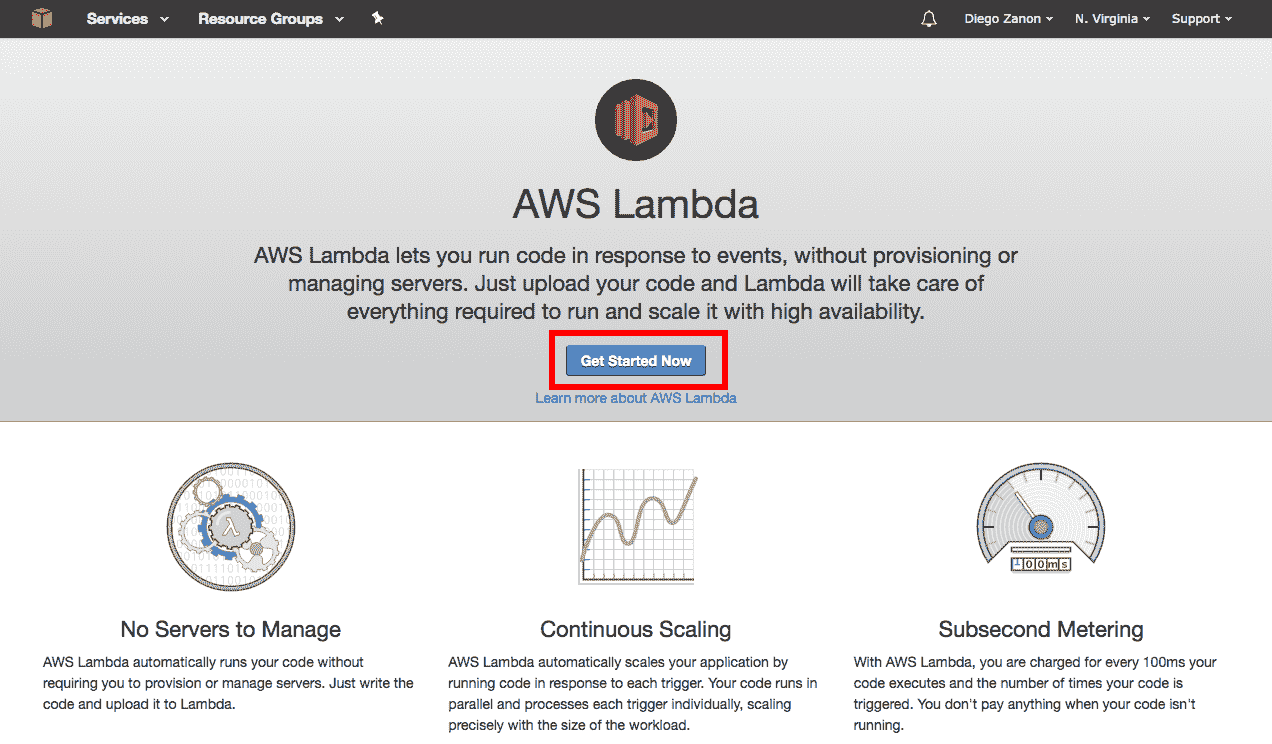 Services Resource Groups Diego Zanon N. Virginia Support
AWS Lambda
AWS Lambda lets you run code in response to events, without provisioning or
managing servers. Just upload your code and Lambda will take care of
everything required to run and scale it with high availability.
Get Started Now
Learn more about AWS Lambda
λ
100ms
No Servers to Manage
AWS Lambda automatically runs your code without
requiring you to provision or manage servers. Just write the
code and upload it to Lambda.
Continuous Scaling
AWS Lambda automatically scales your application by
running code in response to each trigger. Your code runs in
parallel and processes each trigger individually, scaling
precisely with the size of the workload.
Subsecond Metering
With AWS Lambda, you are charged for every 100ms your
code executes and the number of times your code is
triggered. You don't pay anything when your code isn't
running.